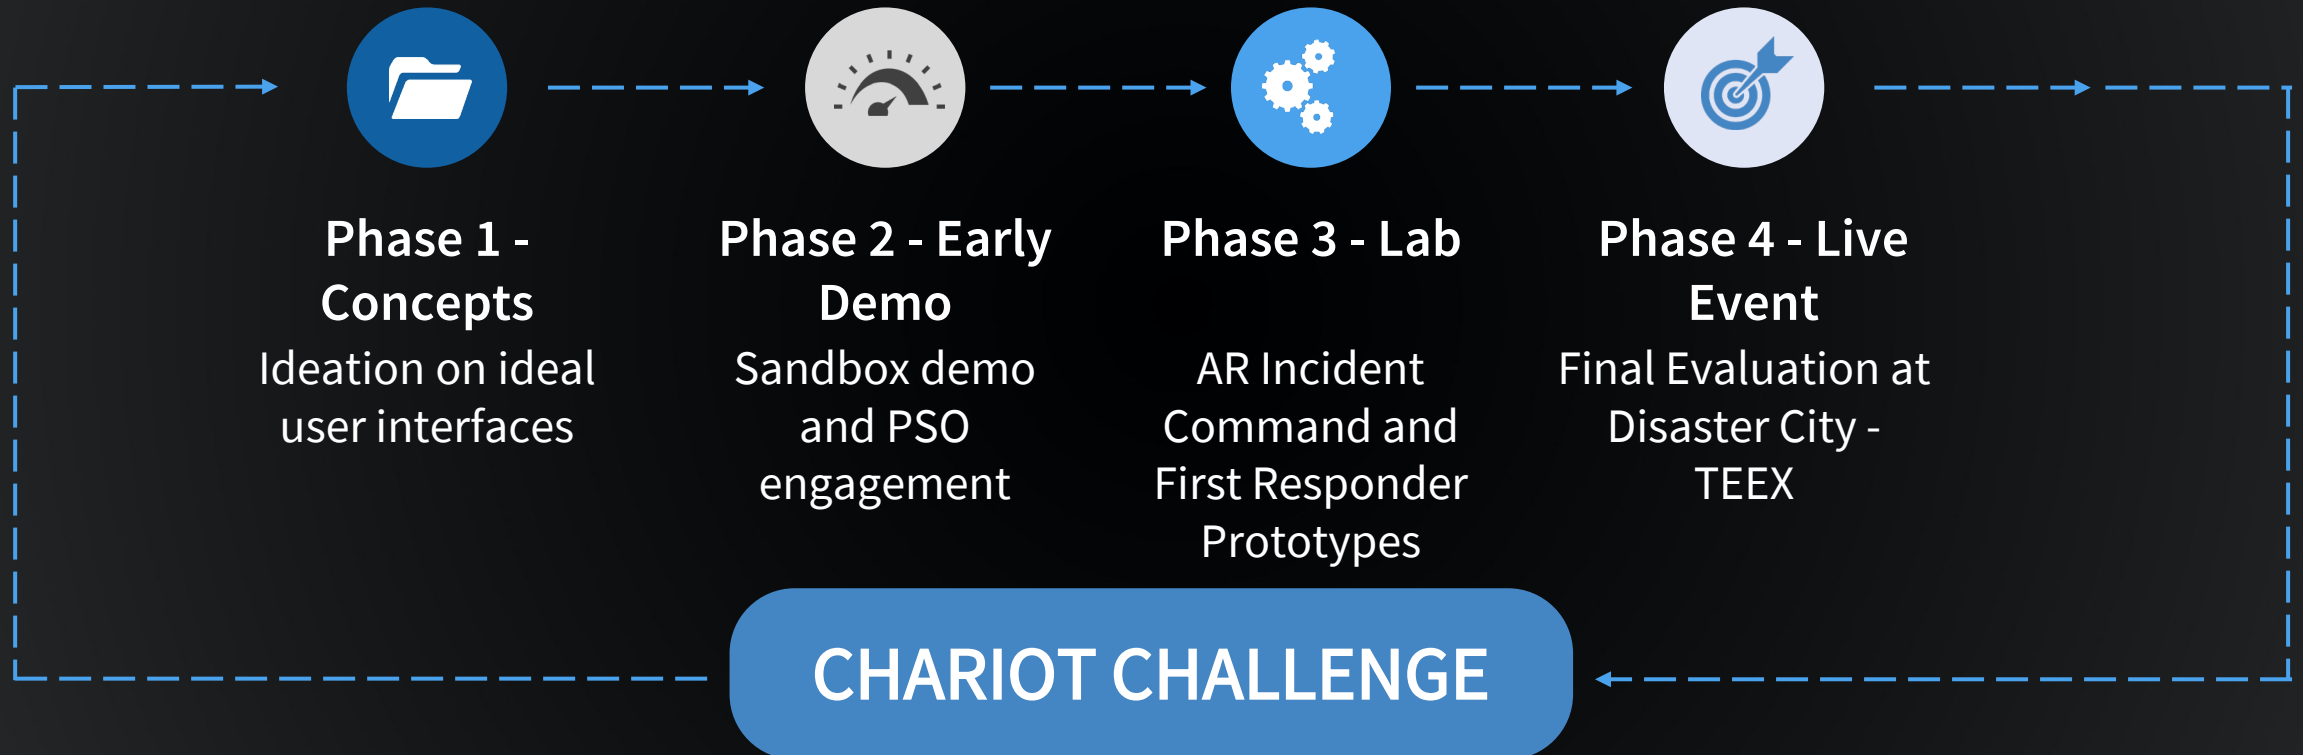 Phase 1 -
Concepts
Ideation on ideal
user interfaces
Phase 2 - Early
Demo
Sandbox demo
and PSO
engagement
Phase 3 - Lab
AR Incident
Command and
First Responder
Prototypes
Phase 4 - Live
Event
Final Evaluation at
Disaster City -
TEEX
CHARIOT CHALLENGE